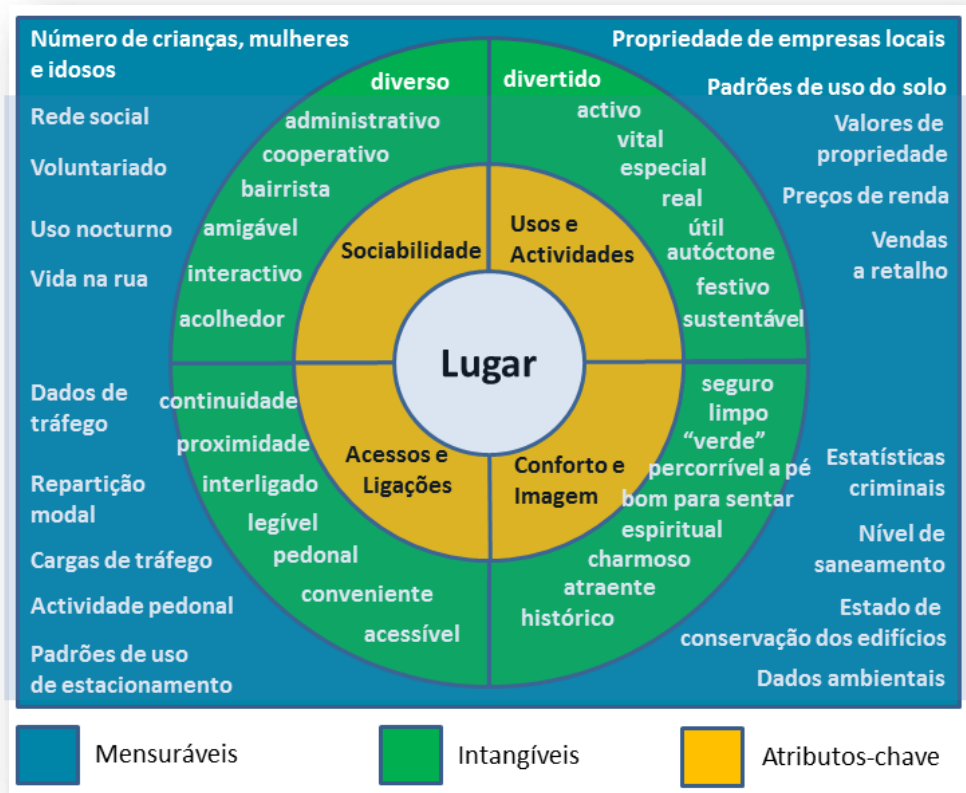 Número de crianças, mulheres
e idosos
Rede social
Voluntariado
Uso nocturno
Vida na rua
diverso
administrativo
cooperativo
bairrista
amigável
interactivo
acolhedor
Sociabilidade
Propriedade de empresas locais
Padrões de uso do solo
Valores de
propriedade
Preços de renda
Vendas
a retalho
divertido
activo
vital
especial
real
útil
autóctone
festivo
sustentável
Usos e
Actividades
Lugar
Dados de
tráfego
Repartição
modal
Cargas de tráfego
Actividade pedonal
Padrões de uso
de estacionamento
continuidade
proximidade
interligado
legível
pedonal
conveniente
acessível
Acessos e
Ligações
Conforto e
Imagem
seguro
limpo
“verde”
percorrível a pé
bom para sentar
espiritual
charmoso
atraente
histórico
Estatísticas
criminais
Nível de
saneamento
Estado de
conservação dos edifícios
Dados ambientais
Mensuráveis
Intangíveis
Atributos-chave